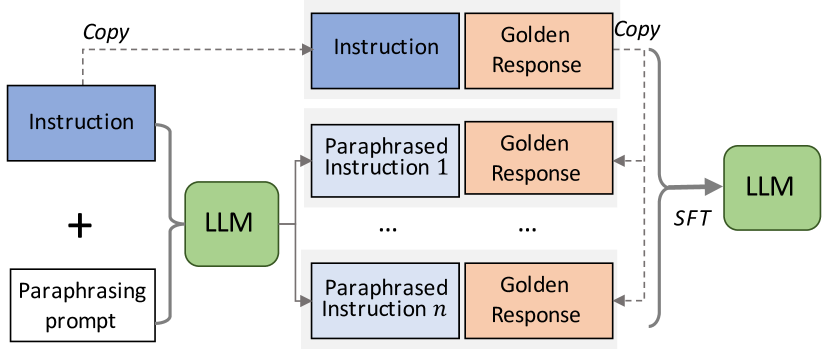 Copy
Instruction
Golden
Response
Copy
Instruction
+
Paraphrasing
prompt
LLM
Paraphrased
Instruction 1
Golden
Response
...
...
Paraphrased
Instruction n
Golden
Response
SFT
LLM